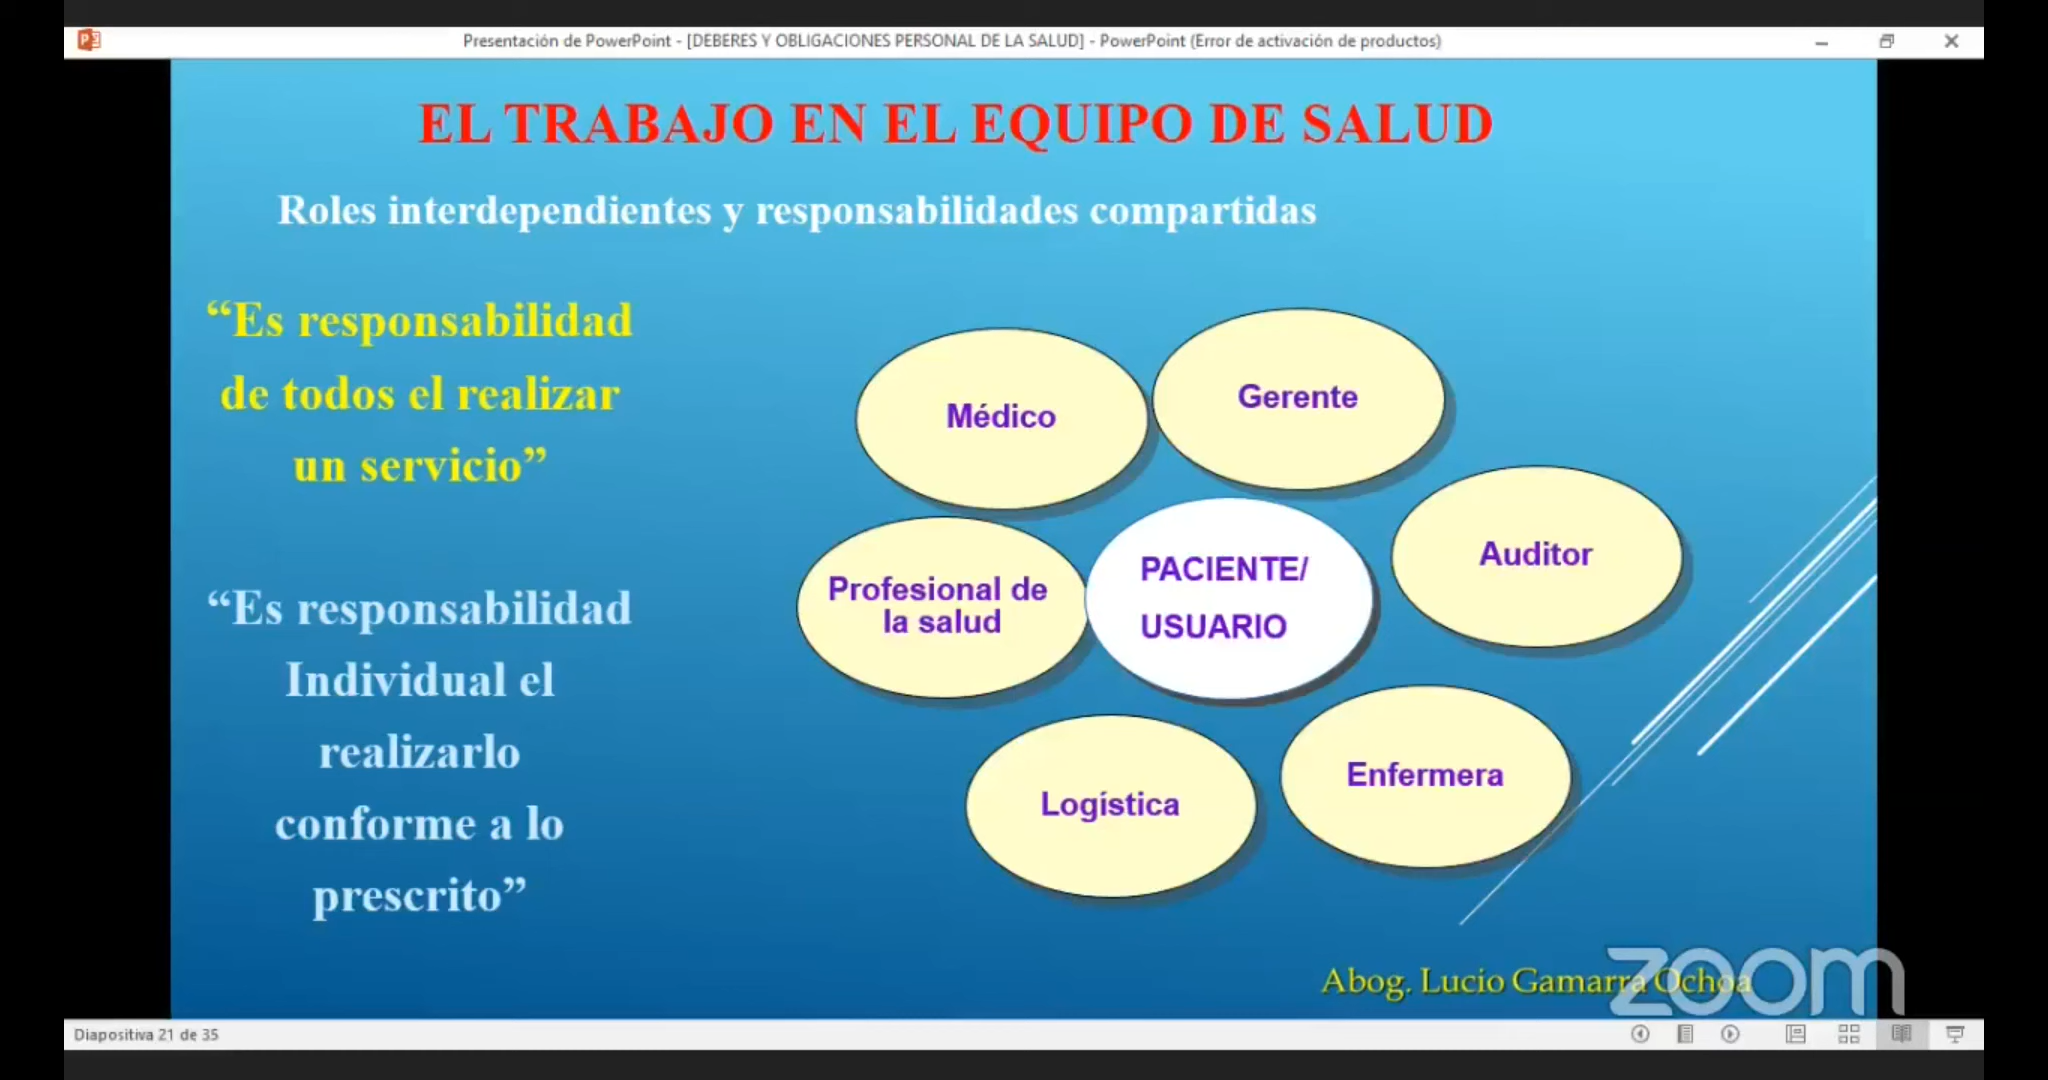 Presentación de PowerPoint - [DEBERES Y OBLIGACIONES PERSONAL DE LA SALUD] - PowerPoint (Error de activación de productos)
EL TRABAJO EN EL EQUIPO DE SALUD
Roles interdependientes y responsabilidades compartidas
“Es responsabilidad
de todos el realizar
un servicio”
“Es responsabilidad
Individual el
realizarlo
conforme a lo
prescrito”
Médico
Gerente
Auditor
Profesional de
la salud
PACIENTE/
USUARIO
Enfermera
Logística
Abog. Lucio Gamarra Ochoa
zoom
Diapositiva 21 de 35